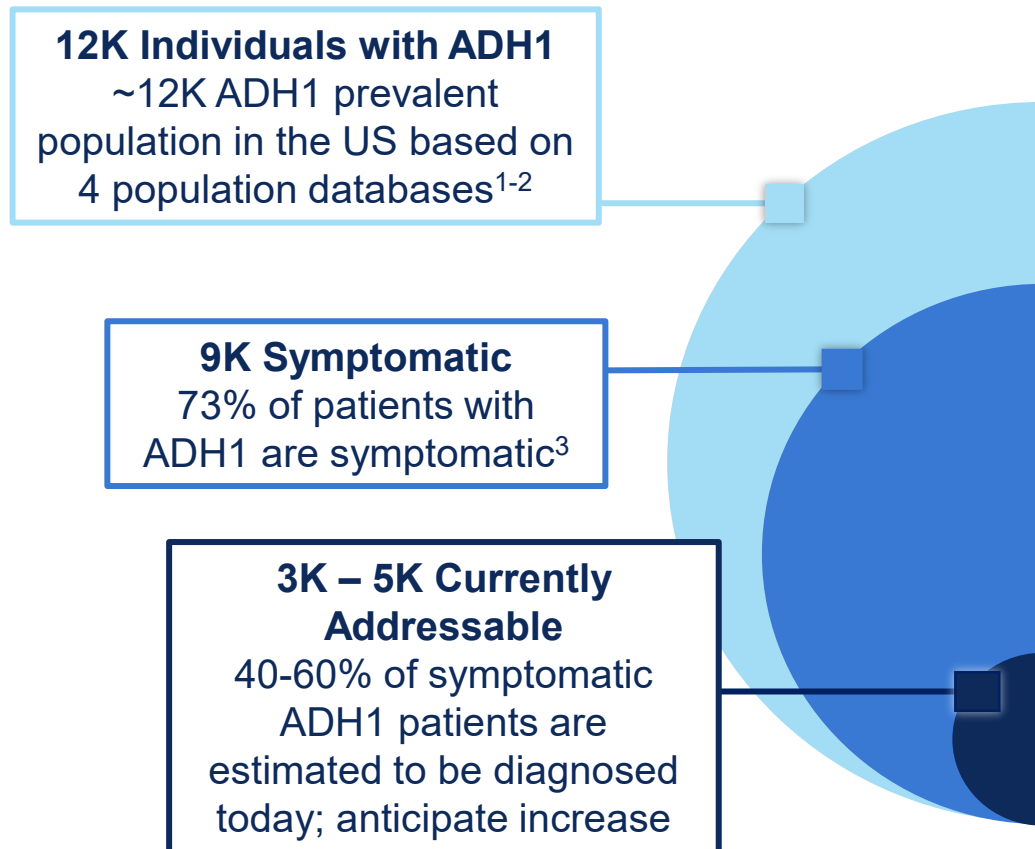 12K Individuals with ADH1
~12K ADH1 prevalent
population in the US based on
4 population databases1-2
9K Symptomatic
73% of patients with
ADH1 are symptomatic3
3K – 5K Currently
Addressable
40-60% of symptomatic
ADH1 patients are
estimated to be diagnosed
today; anticipate increase